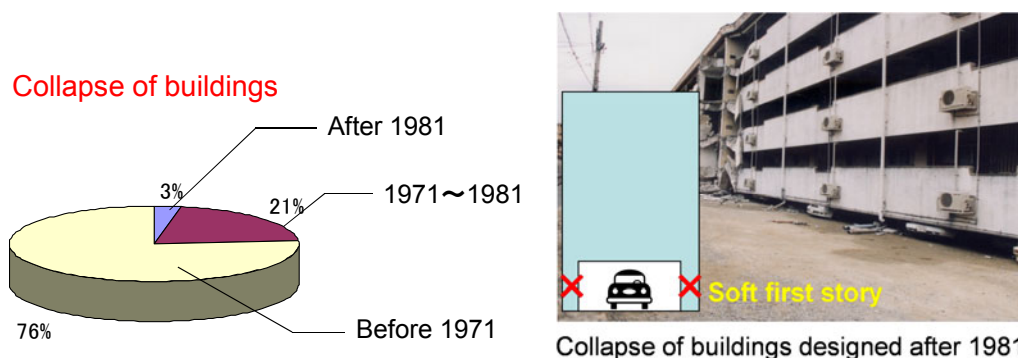 Collapse of buildings
After 1981
3%
1971～1981
21%
76%
Before 1971
Soft first story
Collapse of buildings designed after 1981